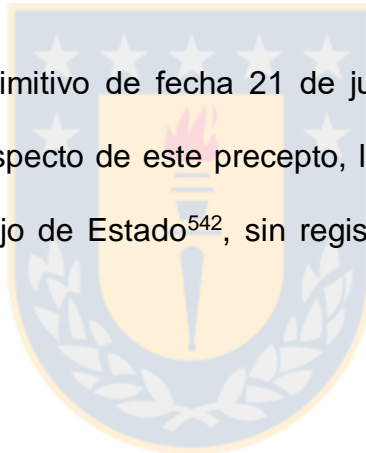 imitivo de fecha 21 de ju
specto de este precepto, l
jo de Estado⁵⁴², sin regis